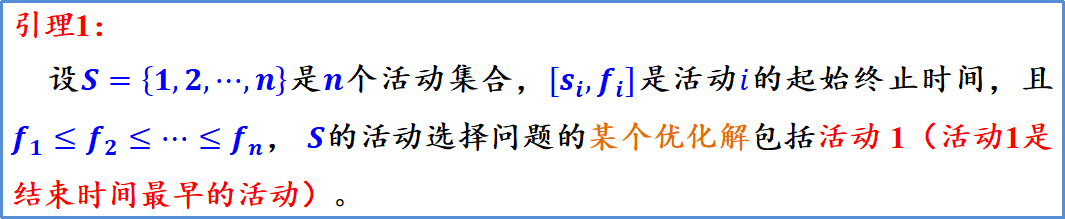 引理1:
设S = {1, 2, ⋯, n}是n个活动集合，[sᵢ, fᵢ]是活动i的起始终止时间，且
f₁ ≤ f₂ ≤ ⋯ ≤ fₙ， S的活动选择问题的某个优化解包括活动 1（活动1是
结束时间最早的活动）。